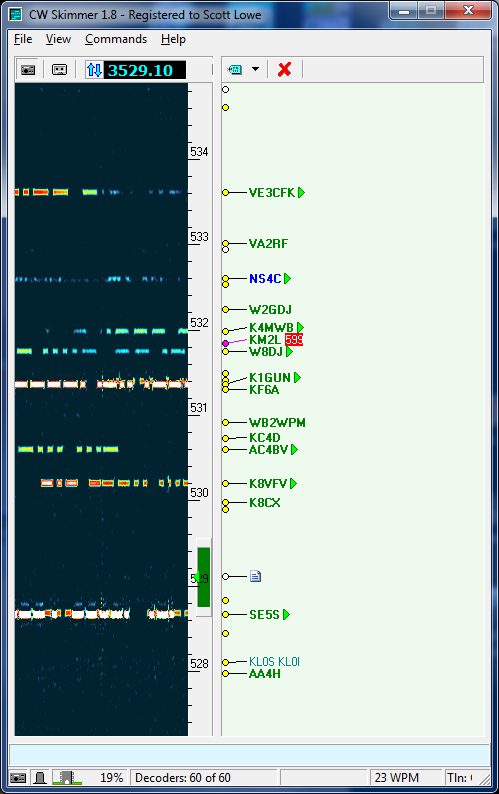 CW Skimmer 1.8 - Registered to Scott Lowe
File View Commands Help
3529.10
534
VE3CFK
533
VA2RF
NS4C
W2GDJ
532
K4MWB
KM2L 599
W8DJ
K1GUN
KF6A
531
WB2WPM
KC4D
AC4BV
K8VFV
530
K8CX
529
SE5S
528
KL0S KL0I
AA4H
19% Decoders: 60 of 60 23 WPM Tln: